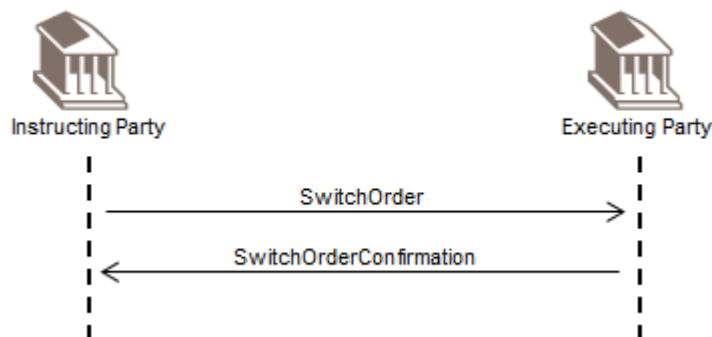 Instructing Party
Executing Party
SwitchOrder
SwitchOrderConfirmation